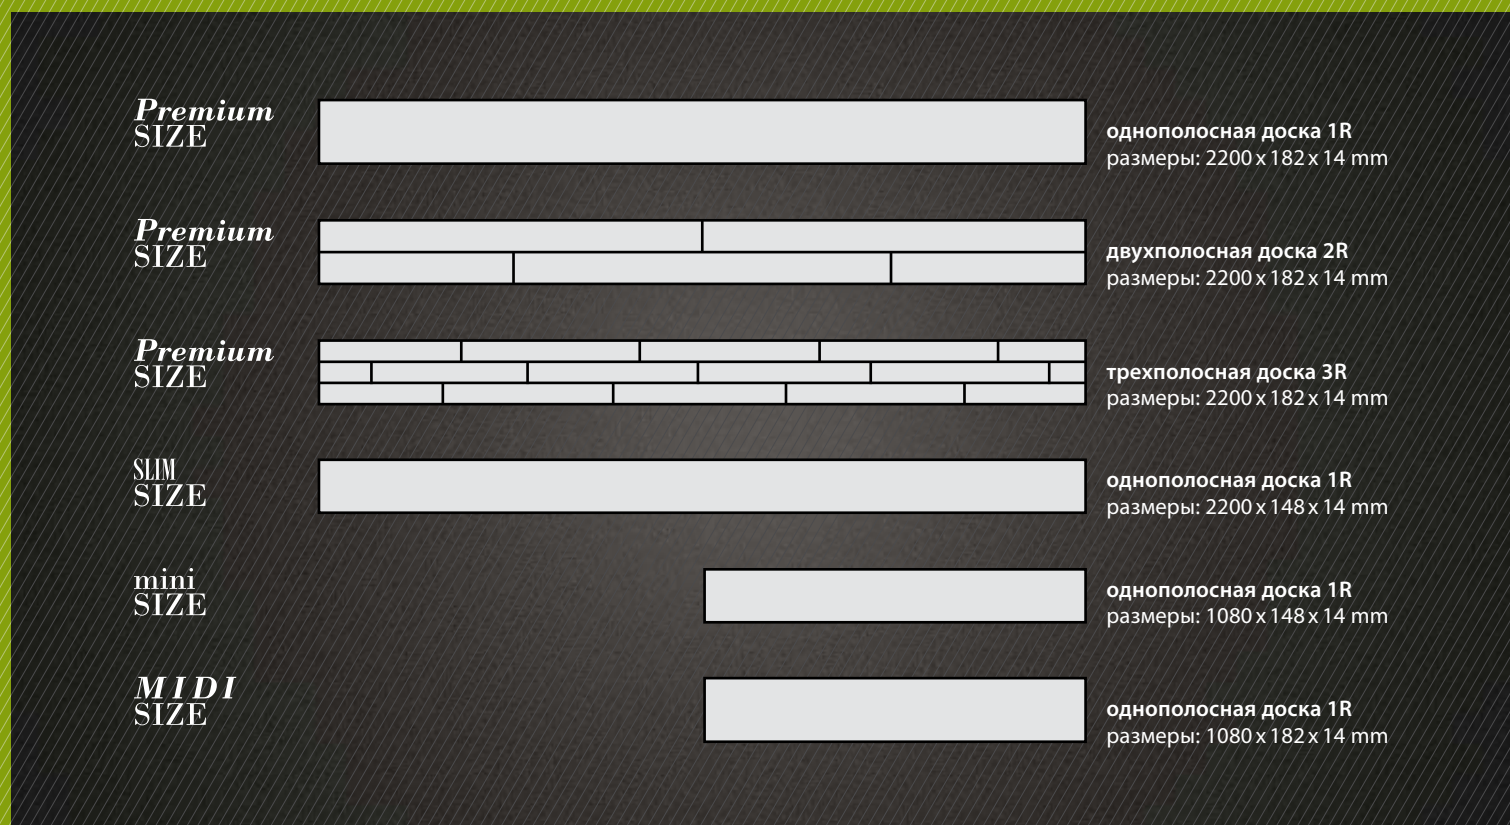 Premium
SIZE
однополосная доска 1R
размеры: 2200 x 182 x 14 mm
Premium
SIZE
двухполосная доска 2R
размеры: 2200 x 182 x 14 mm
Premium
SIZE
трехполосная доска 3R
размеры: 2200 x 182 x 14 mm
SLIM
SIZE
однополосная доска 1R
размеры: 2200 x 148 x 14 mm
mini
SIZE
однополосная доска 1R
размеры: 1080 x 148 x 14 mm
MIDI
SIZE
однополосная доска 1R
размеры: 1080 x 182 x 14 mm